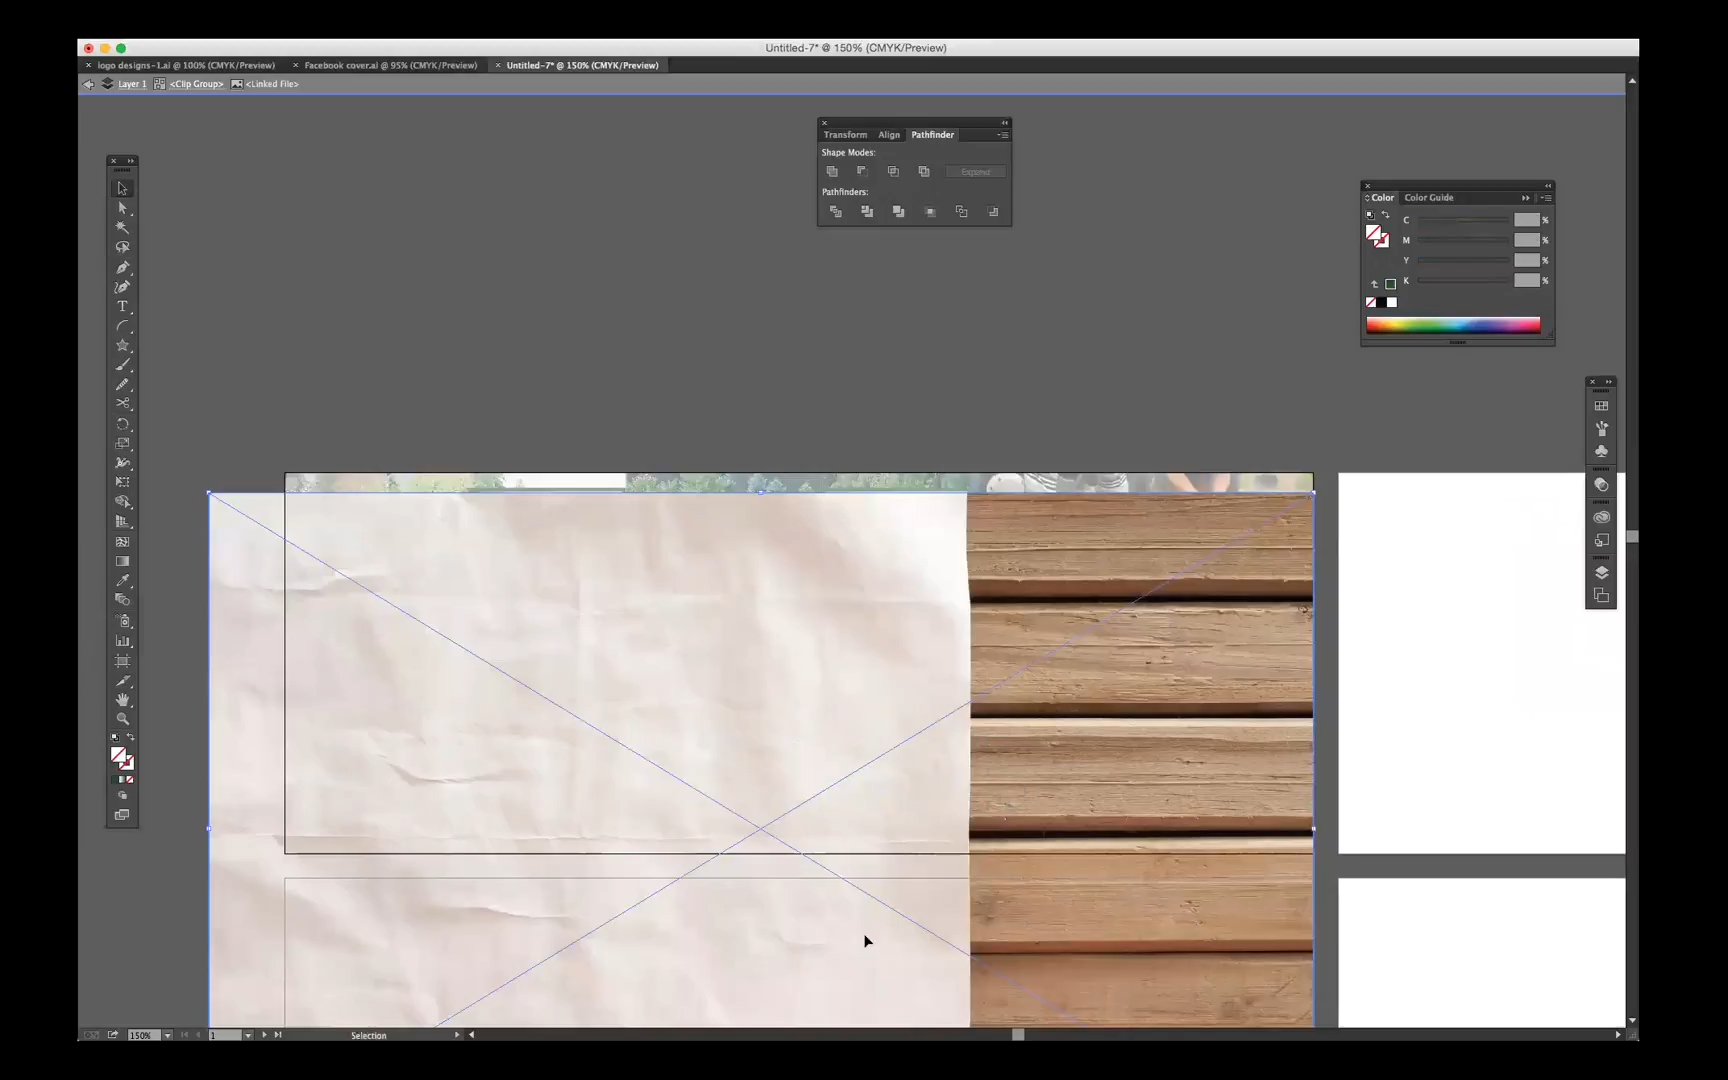 Untitled-7* @ 150% (CMYK/Preview)
logo designs-1.ai @ 100% (CMYK/Preview)
Facebook cover.ai @ 95% (CMYK/Preview)
Untitled-7* @ 150% (CMYK/Preview)
Layer 1 <Clip Group> <Linked File>
Transform Align Pathfinder
Shape Modes:
Expand
Pathfinders:
Color Color Guide
C %
M %
Y %
K %
150% 1 Selection